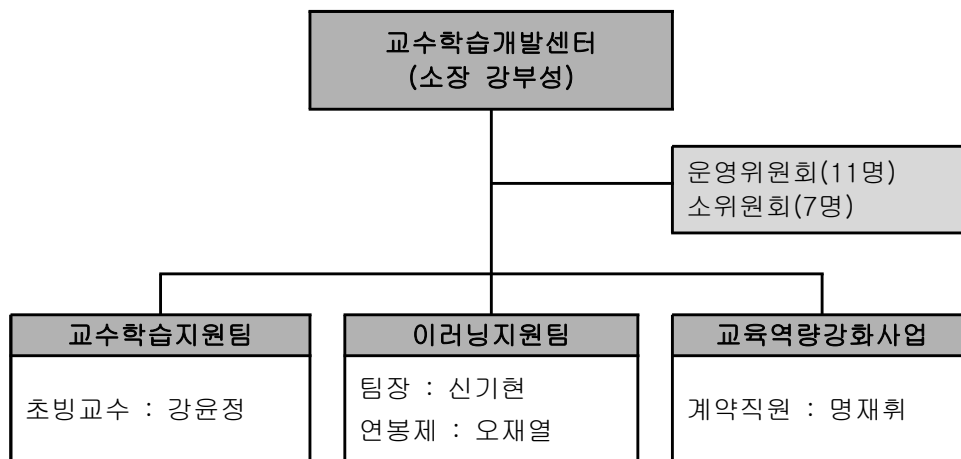 교수학습개발센터
(소장 강부성)
운영위원회(11명)
소위원회(7명)
교수학습지원팀
초빙교수 : 강윤정
이러닝지원팀
팀장 : 신기현
연봉제 : 오재열
교육역량강화사업
계약직원 : 명재휘